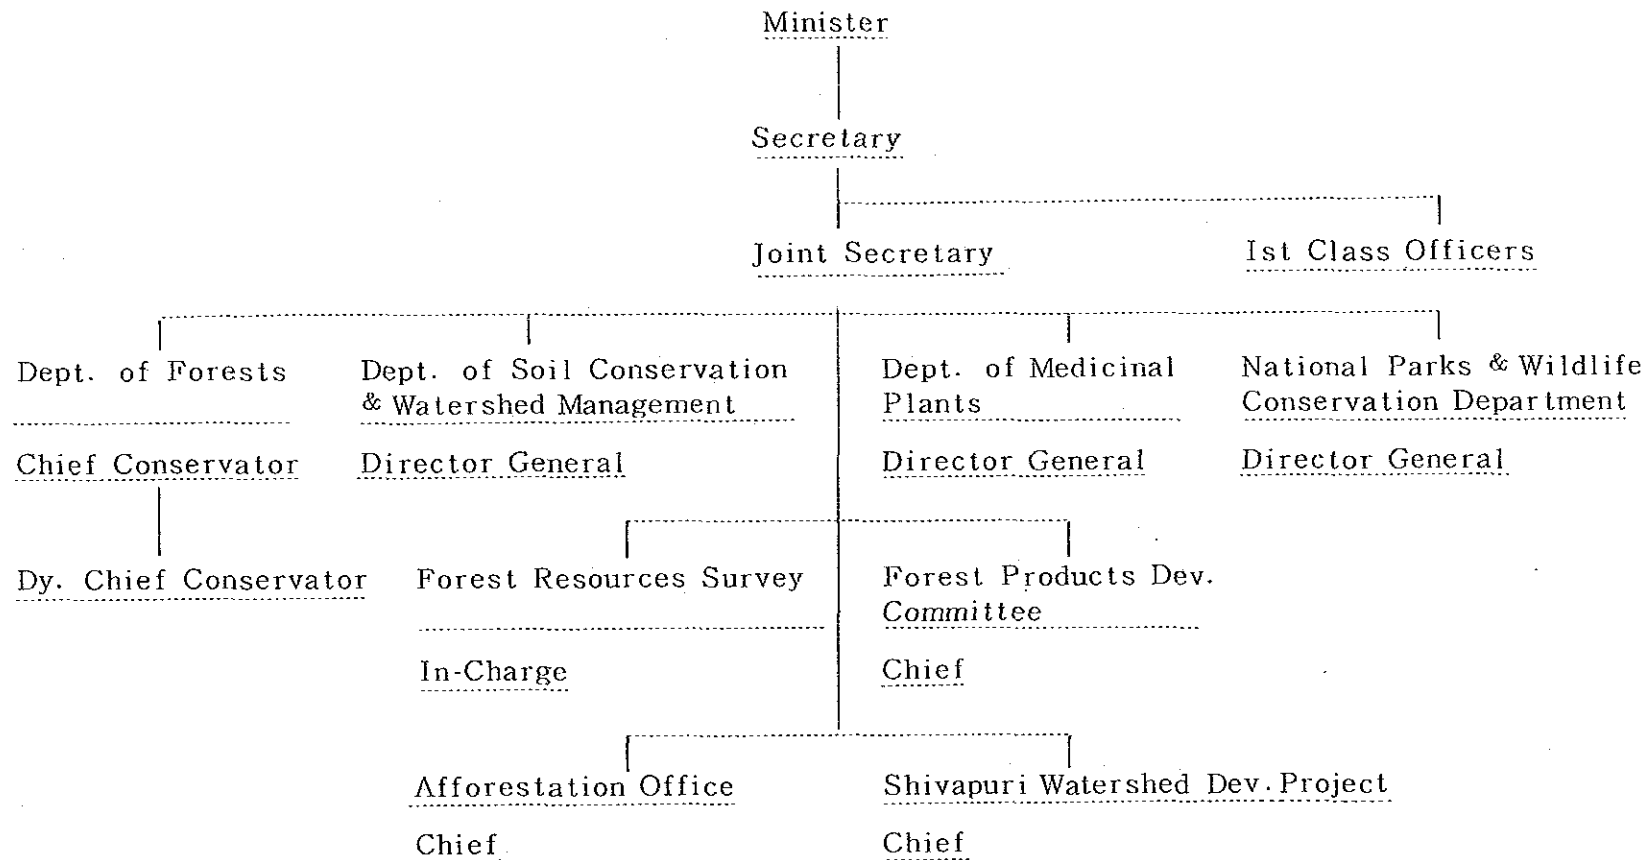 Minister
Secretary
Joint Secretary
Ist Class Officers
Dept. of Forests
Dept. of Soil Conservation
& Watershed Management
Dept. of Medicinal
Plants
National Parks & Wildlife
Conservation Department
Chief Conservator
Director General
Director General
Director General
Dy. Chief Conservator
Forest Resources Survey
Forest Products Dev.
Committee
In-Charge
Chief
Afforestation Office
Shivapuri Watershed Dev. Project
Chief
Chief